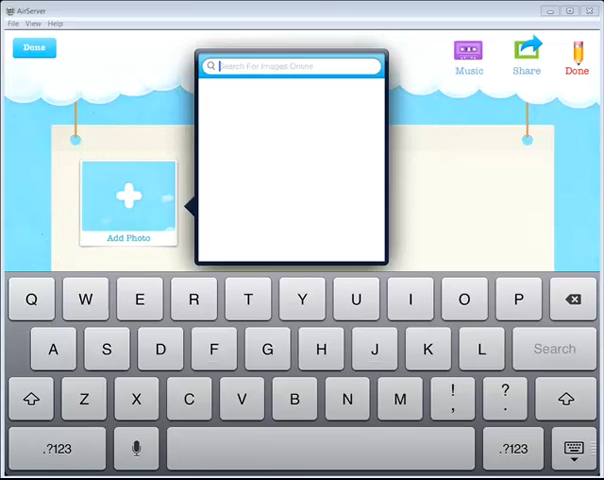 AirServer
File View Help
Done
Search For Images Online
Music
Share
Done
Add Photo
Q W E R T Y U I O P
A S D F G H J K L Search
Z X C V B N M ! , ? .
.?123 .?123